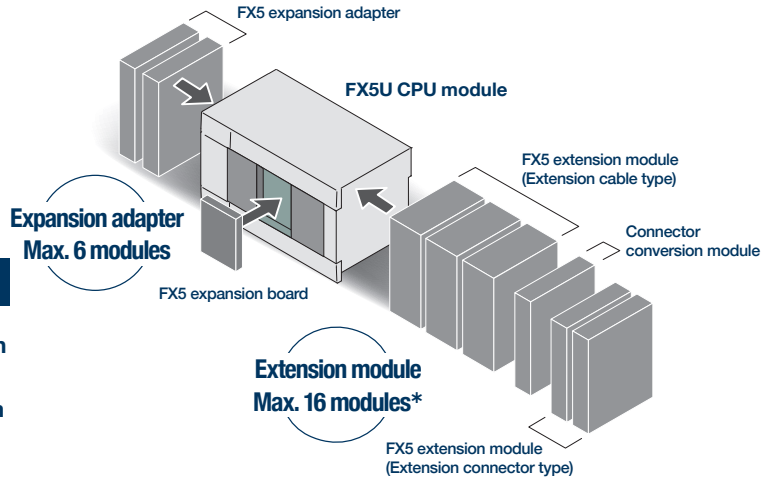 FX5 expansion adapter
FX5U CPU module
FX5 extension module
(Extension cable type)
Connector
conversion module
Expansion adapter
Max. 6 modules
FX5 expansion board
Extension module
Max. 16 modules*
FX5 extension module
(Extension connector type)